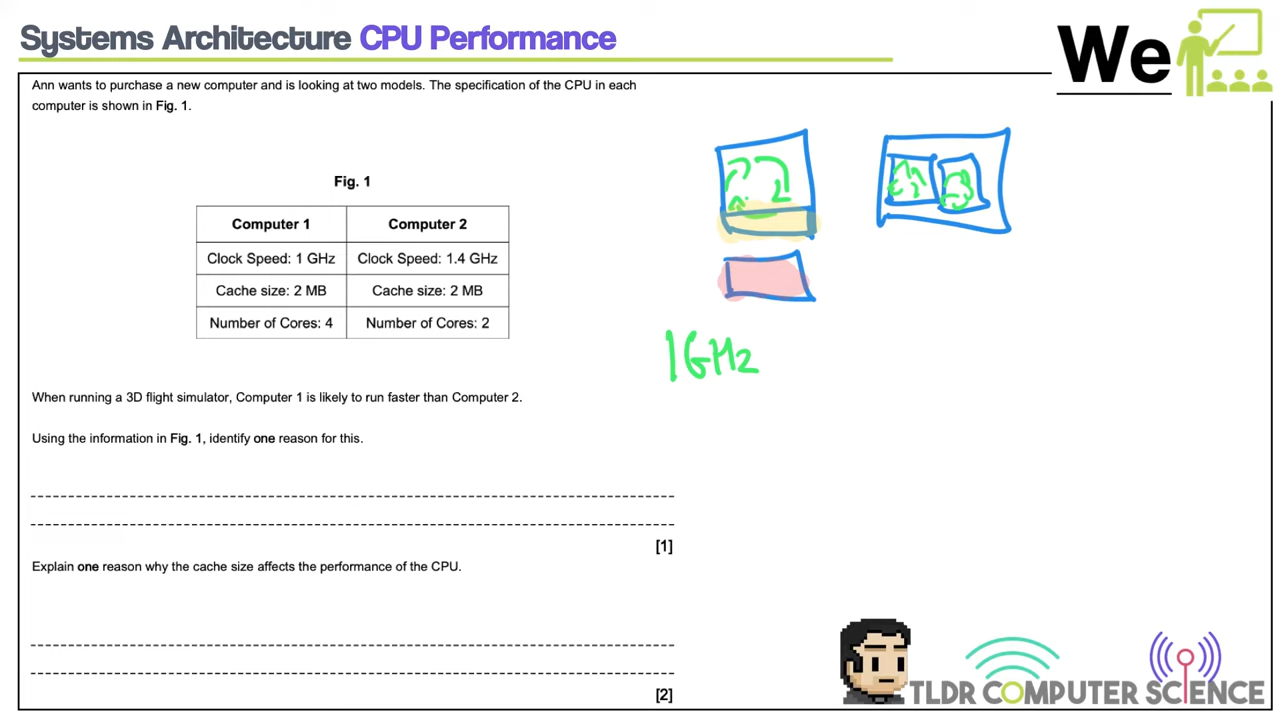 Systems Architecture CPU Performance
We
Ann wants to purchase a new computer and is looking at two models. The specification of the CPU in each
computer is shown in Fig. 1.
Fig. 1
Computer 1 Computer 2
Clock Speed: 1 GHz Clock Speed: 1.4 GHz
Cache size: 2 MB Cache size: 2 MB
Number of Cores: 4 Number of Cores: 2
1GHz
When running a 3D flight simulator, Computer 1 is likely to run faster than Computer 2.
Using the information in Fig. 1, identify one reason for this.
[1]
Explain one reason why the cache size affects the performance of the CPU.
[2]
TLDR COMPUTER SCIENCE